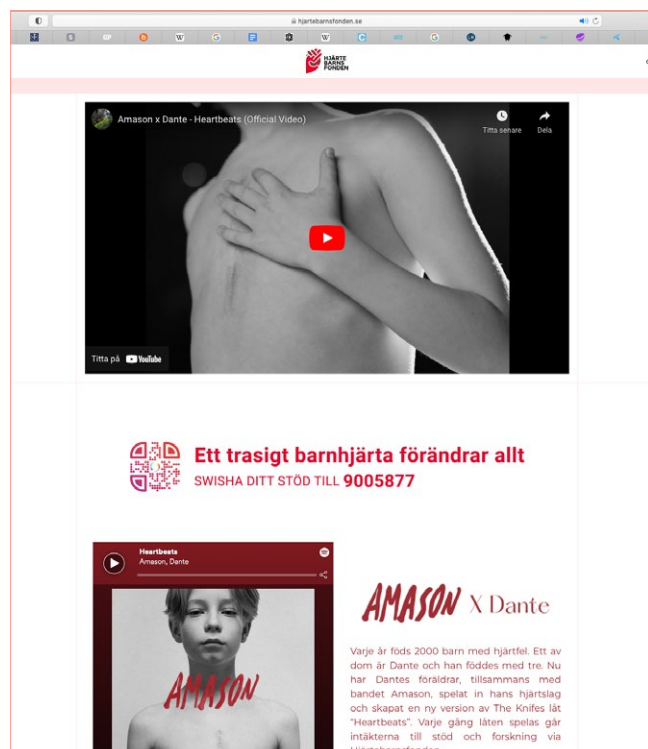 hjartebarnsfonden.se
GP
W
G
W
G
G
HJÄRTE
BARNS
FONDEN
Amason x Dante - Heartbeats (Official Video)
Titta senare
Dela
Titta på YouTube
Ett trasigt barnhjärta förändrar allt
SWISHA DITT STÖD TILL 9005877
Heartbeats
Amason, Dante
AMASON
AMASON X Dante
Varje år föds 2000 barn med hjärtfel. Ett av
dom är Dante och han föddes med tre. Nu
har Dantes föräldrar, tillsammans med
bandet Amason, spelat in hans hjärtslag
och skapat en ny version av The Knifes låt
"Heartbeats". Varje gång låten spelas går
intäkterna till stöd och forskning via
Hjärtebarnsfonden